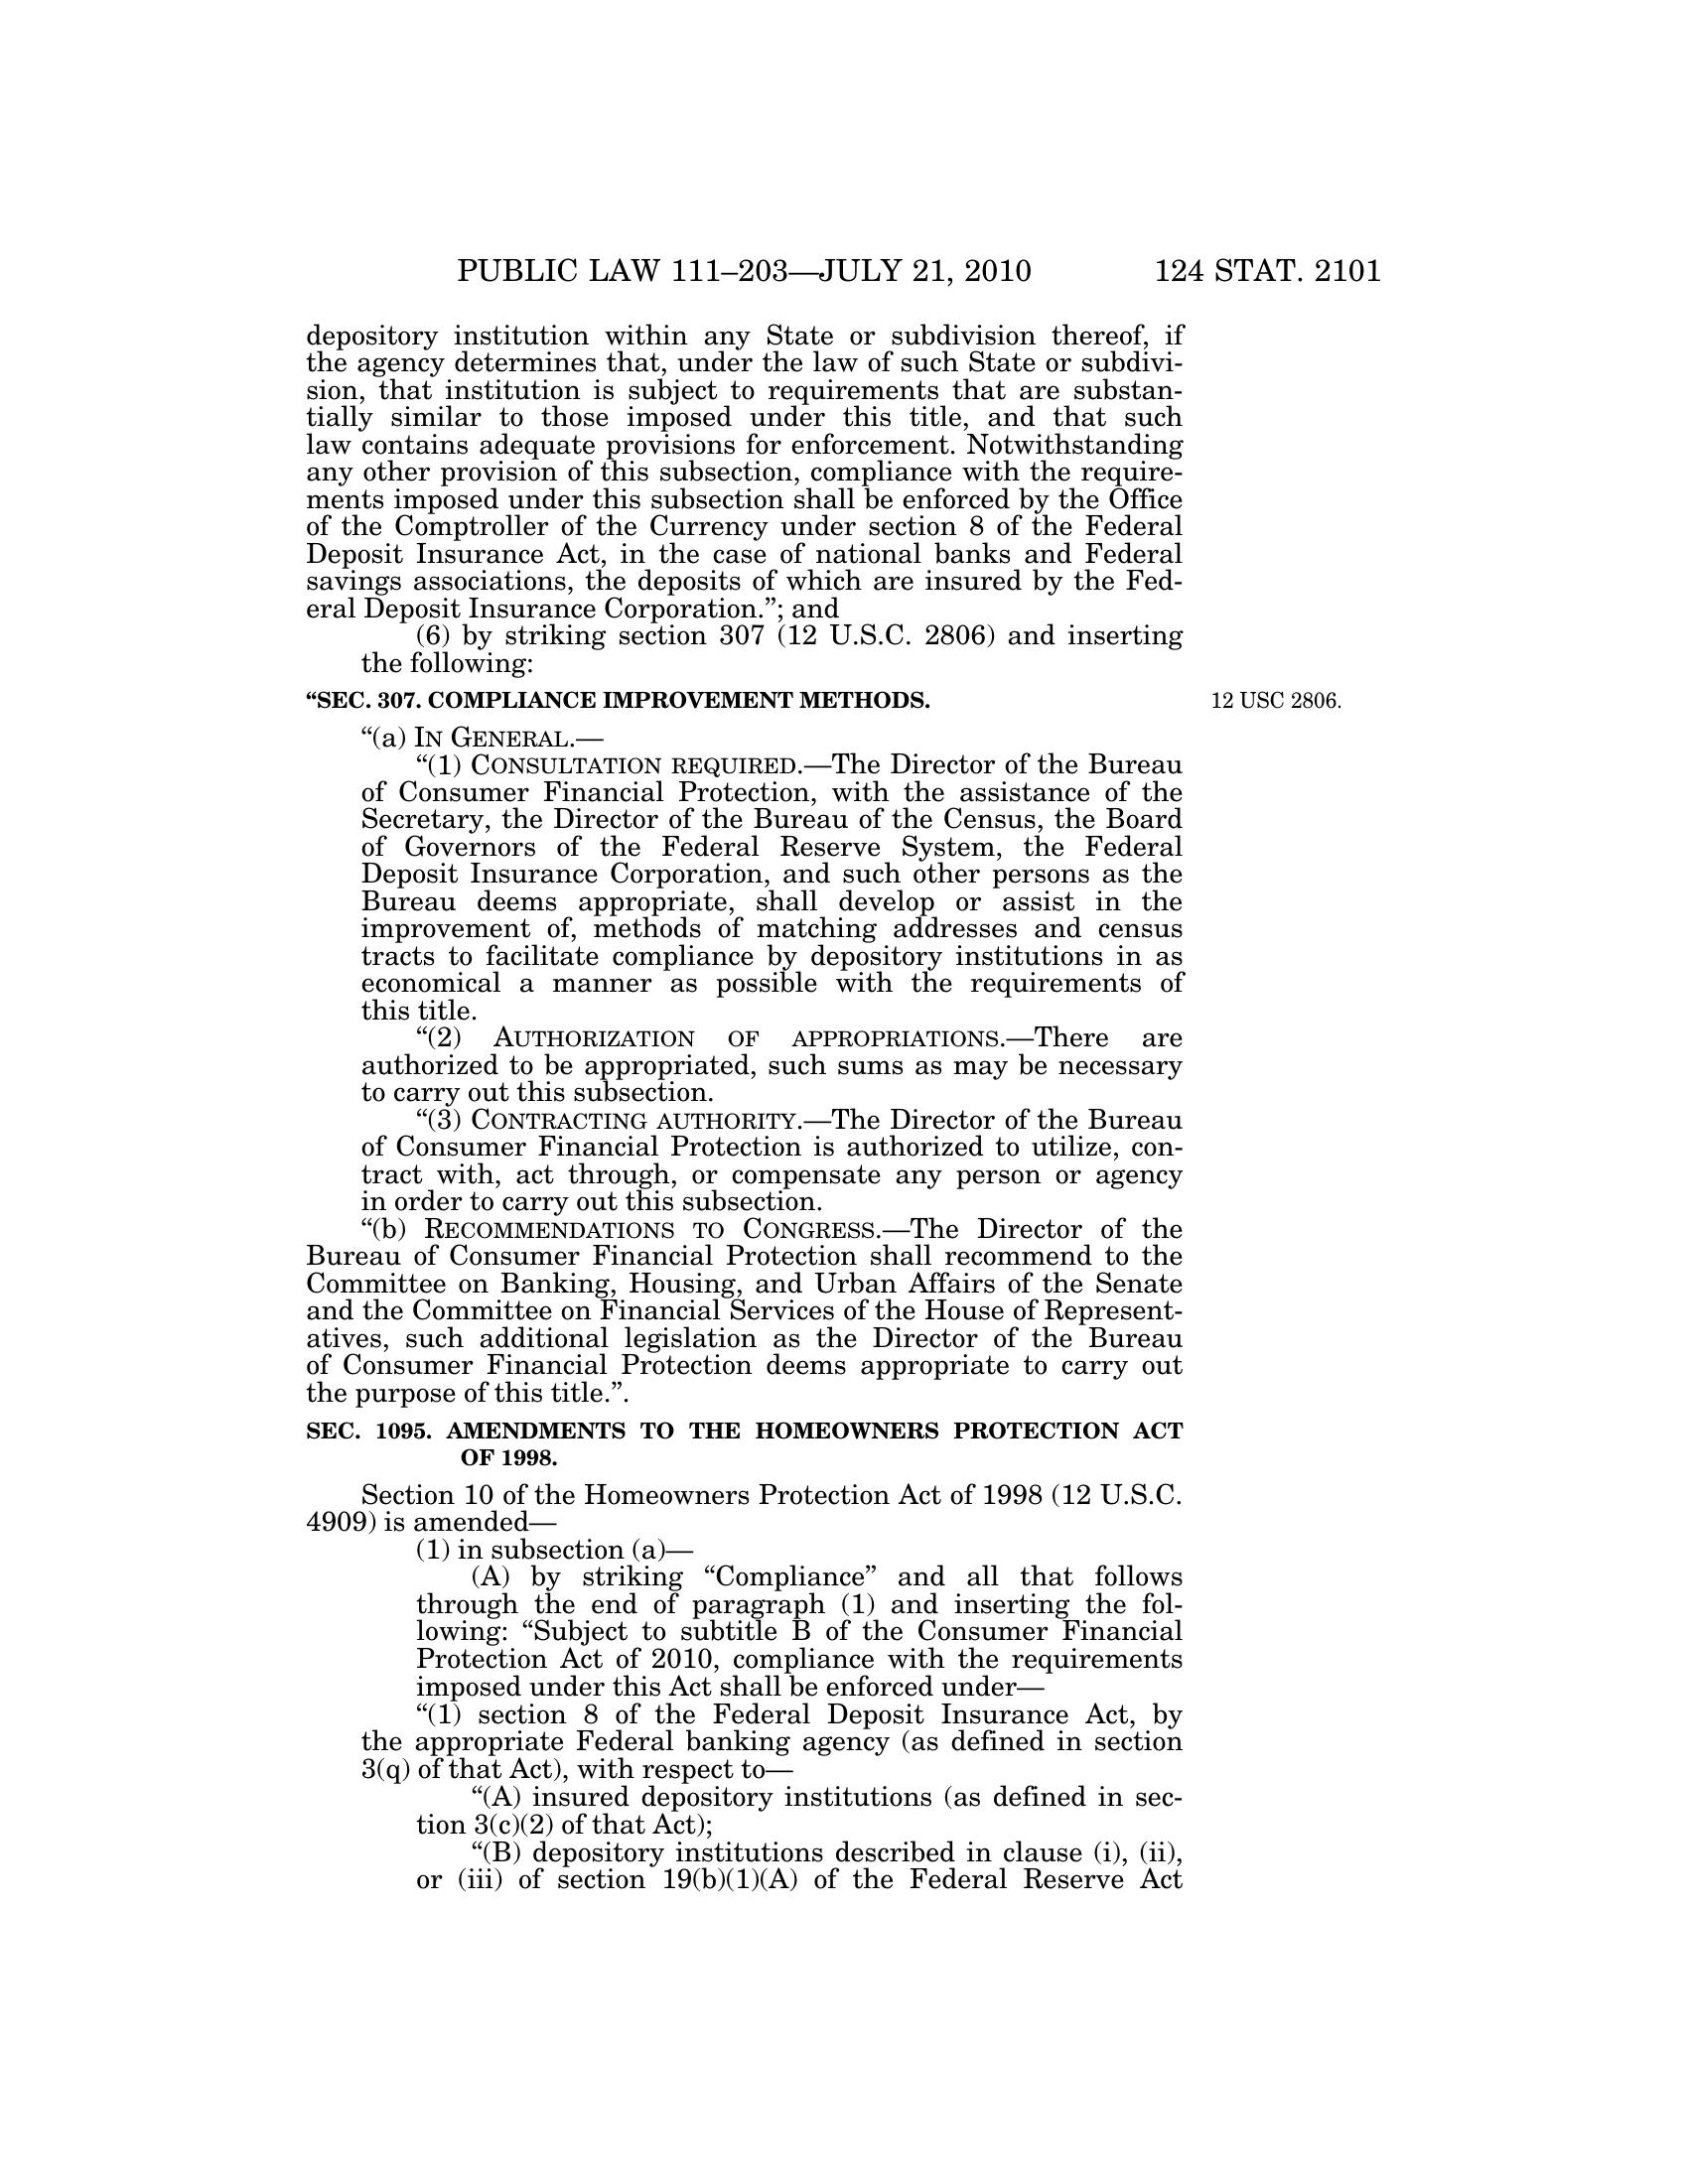 PUBLIC LAW 111–203—JULY 21, 2010 124 STAT. 2101
depository institution within any State or subdivision thereof, if
the agency determines that, under the law of such State or subdivi-
sion, that institution is subject to requirements that are substan-
tially similar to those imposed under this title, and that such
law contains adequate provisions for enforcement. Notwithstanding
any other provision of this subsection, compliance with the require-
ments imposed under this subsection shall be enforced by the Office
of the Comptroller of the Currency under section 8 of the Federal
Deposit Insurance Act, in the case of national banks and Federal
savings associations, the deposits of which are insured by the Fed-
eral Deposit Insurance Corporation.”; and
(6) by striking section 307 (12 U.S.C. 2806) and inserting
the following:
“SEC. 307. COMPLIANCE IMPROVEMENT METHODS. 12 USC 2806.
“(a) IN GENERAL.—
“(1) CONSULTATION REQUIRED.—The Director of the Bureau
of Consumer Financial Protection, with the assistance of the
Secretary, the Director of the Bureau of the Census, the Board
of Governors of the Federal Reserve System, the Federal
Deposit Insurance Corporation, and such other persons as the
Bureau deems appropriate, shall develop or assist in the
improvement of, methods of matching addresses and census
tracts to facilitate compliance by depository institutions in as
economical a manner as possible with the requirements of
this title.
“(2) AUTHORIZATION OF APPROPRIATIONS.—There are
authorized to be appropriated, such sums as may be necessary
to carry out this subsection.
“(3) CONTRACTING AUTHORITY.—The Director of the Bureau
of Consumer Financial Protection is authorized to utilize, con-
tract with, act through, or compensate any person or agency
in order to carry out this subsection.
“(b) RECOMMENDATIONS TO CONGRESS.—The Director of the
Bureau of Consumer Financial Protection shall recommend to the
Committee on Banking, Housing, and Urban Affairs of the Senate
and the Committee on Financial Services of the House of Represent-
atives, such additional legislation as the Director of the Bureau
of Consumer Financial Protection deems appropriate to carry out
the purpose of this title.”.
SEC. 1095. AMENDMENTS TO THE HOMEOWNERS PROTECTION ACT
OF 1998.
Section 10 of the Homeowners Protection Act of 1998 (12 U.S.C.
4909) is amended—
(1) in subsection (a)—
(A) by striking “Compliance” and all that follows
through the end of paragraph (1) and inserting the fol-
lowing: “Subject to subtitle B of the Consumer Financial
Protection Act of 2010, compliance with the requirements
imposed under this Act shall be enforced under—
“(1) section 8 of the Federal Deposit Insurance Act, by
the appropriate Federal banking agency (as defined in section
3(q) of that Act), with respect to—
“(A) insured depository institutions (as defined in sec-
tion 3(c)(2) of that Act);
“(B) depository institutions described in clause (i), (ii),
or (iii) of section 19(b)(1)(A) of the Federal Reserve Act